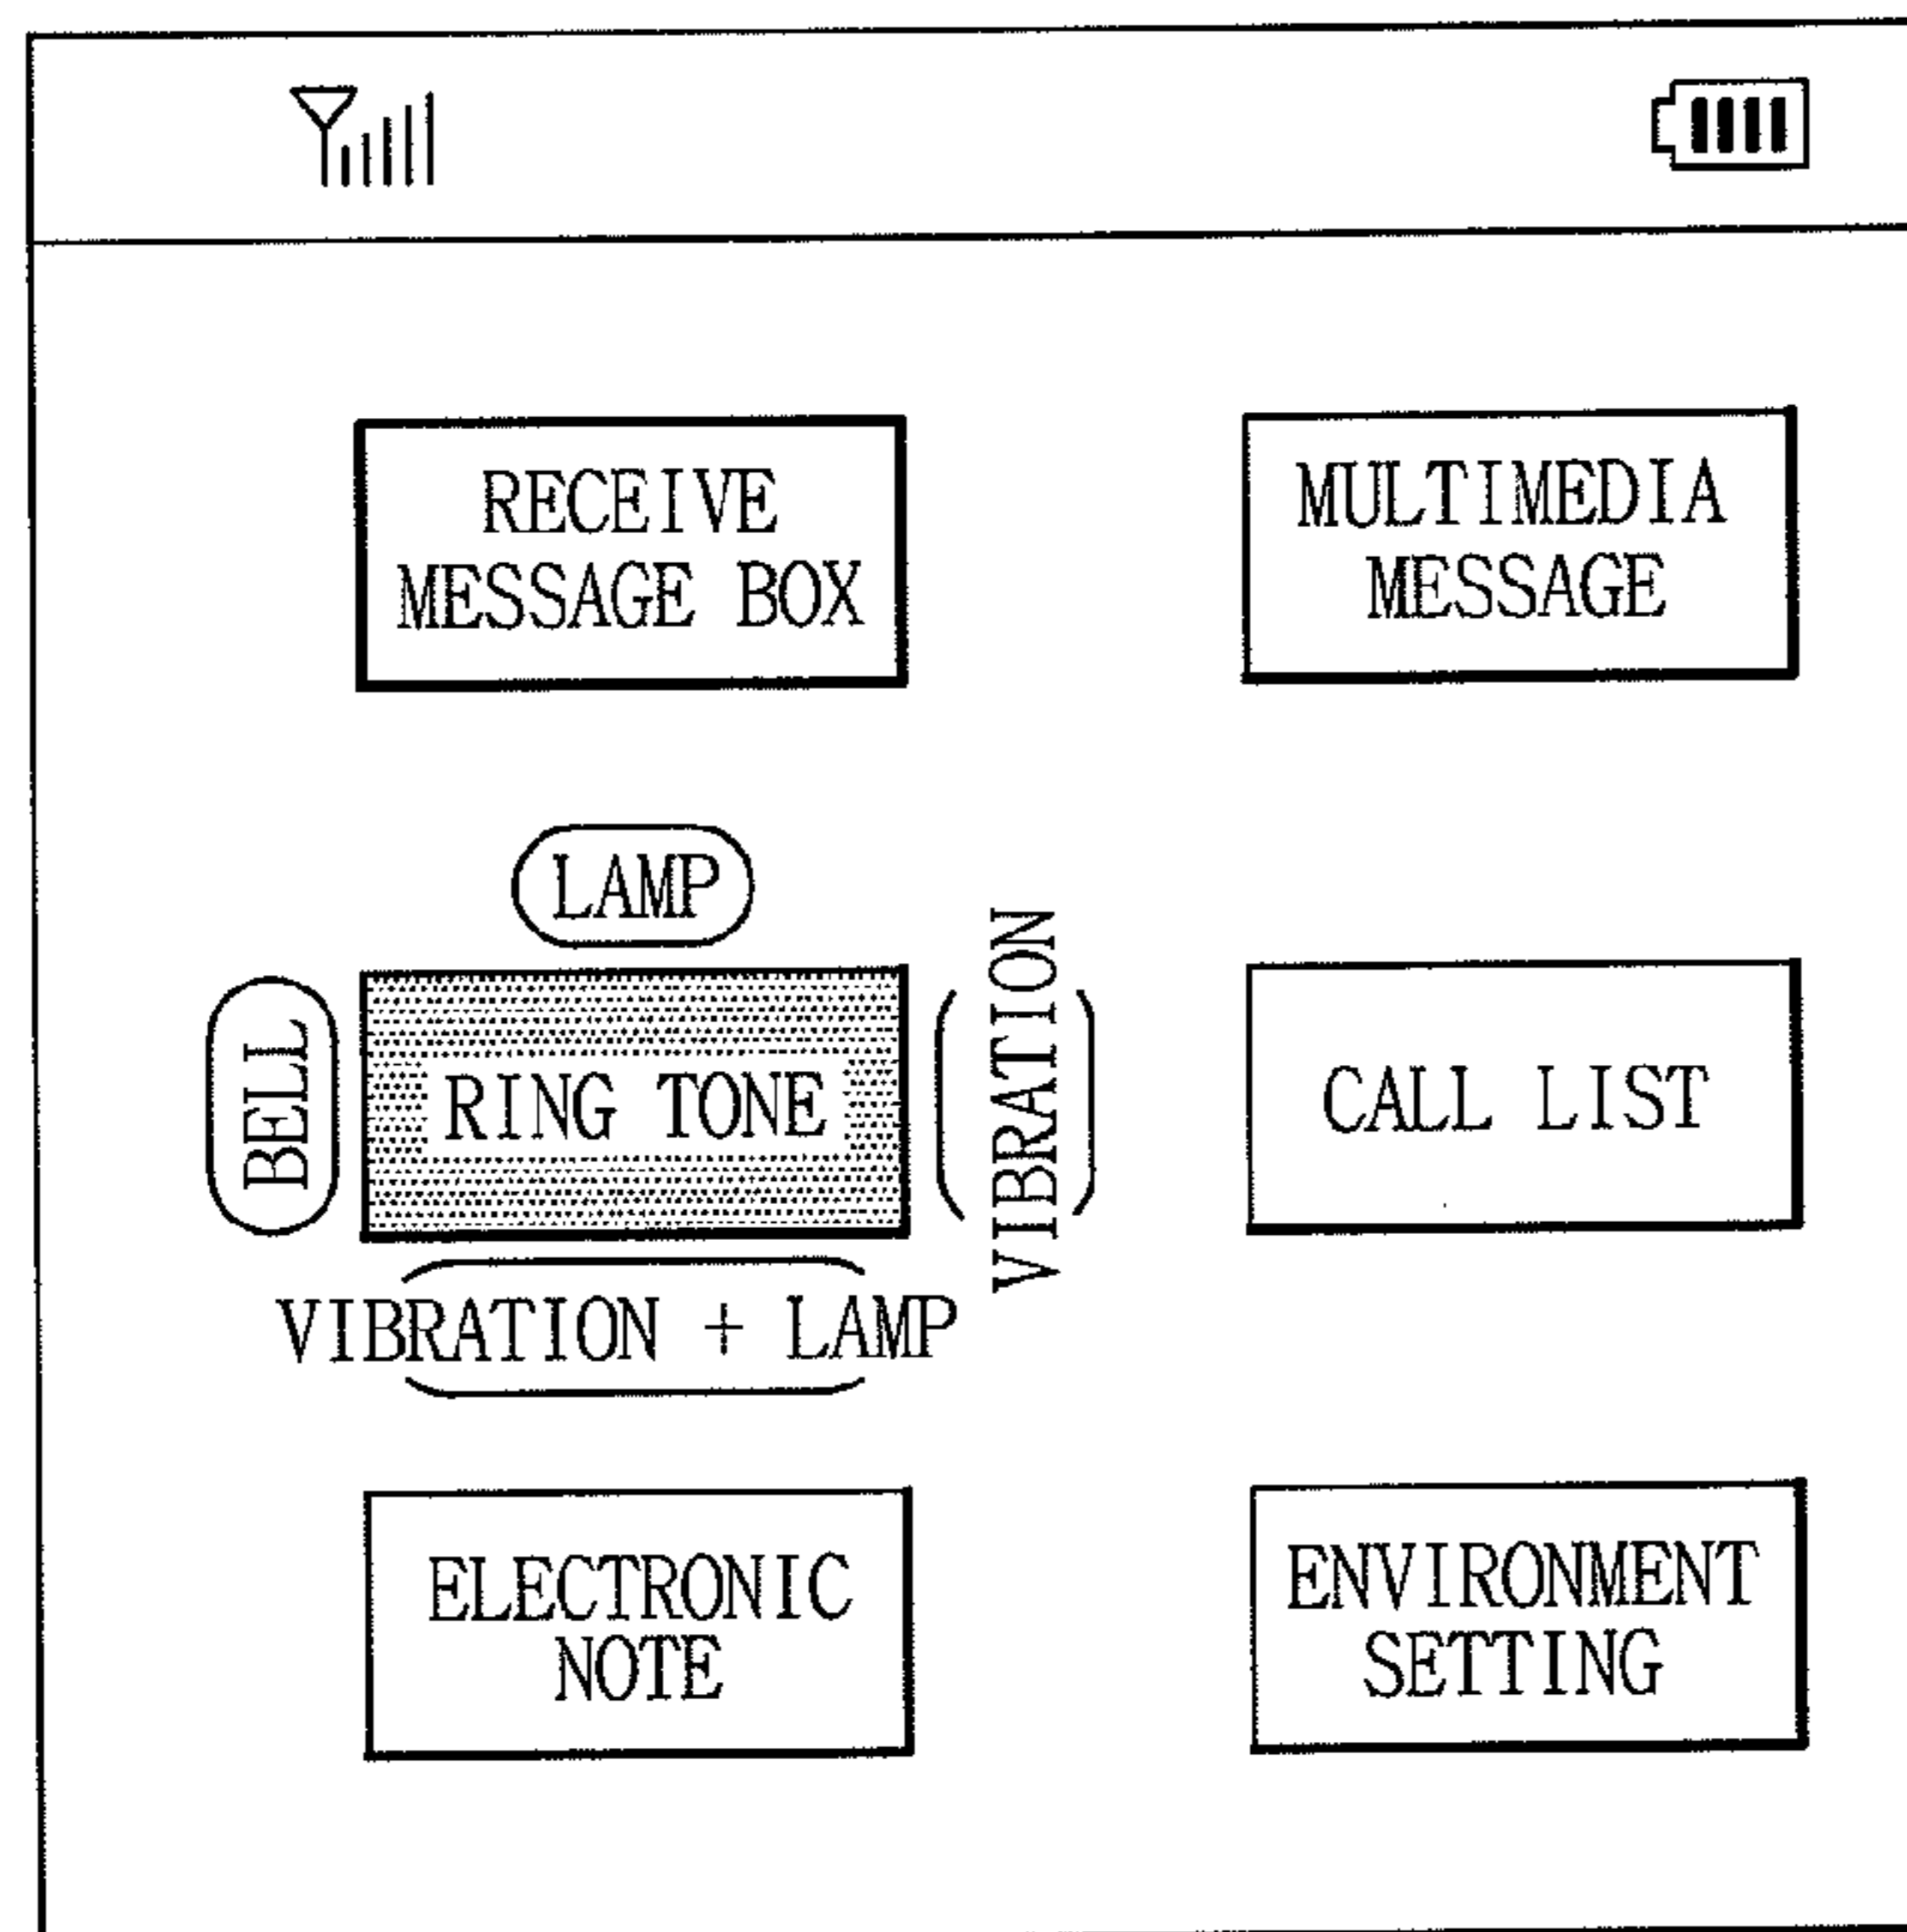 RECEIVE
MESSAGE BOX
MULTIMEDIA
MESSAGE
LAMP
BELL
RING TONE
VIBRATION
VIBRATION + LAMP
CALL LIST
ELECTRONIC
NOTE
ENVIRONMENT
SETTING